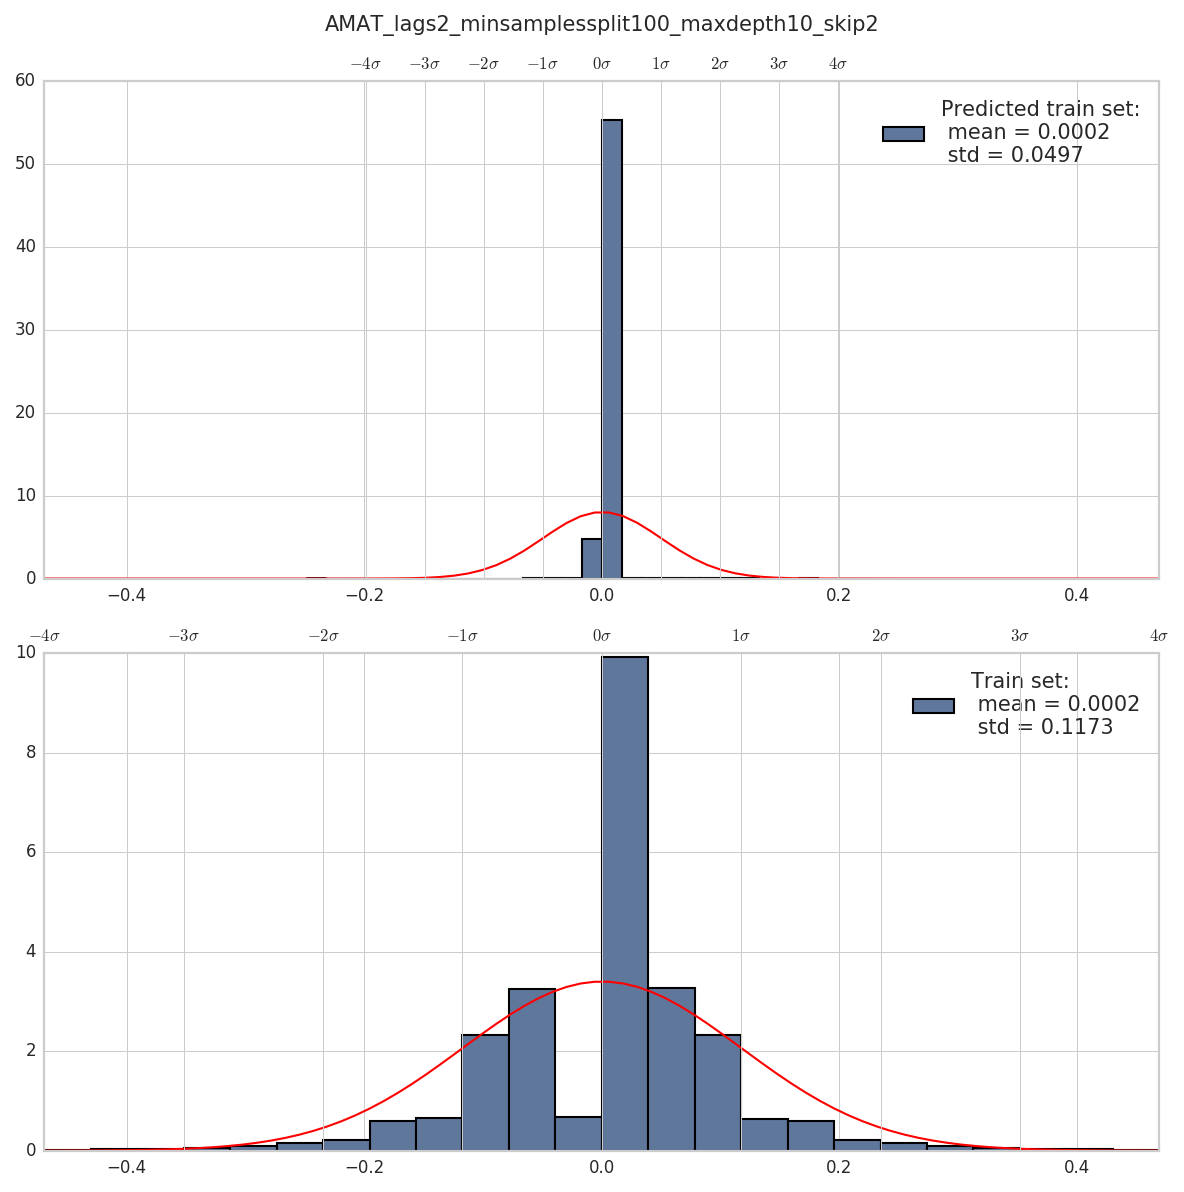 AMAT_lags2_minsamplessplit100_maxdepth10_skip2
−4σ −3σ −2σ −1σ 0σ 1σ 2σ 3σ 4σ
60
50
40
30
20
10
0
Predicted train set:
mean = 0.0002
std = 0.0497
−0.4 −0.2 0.0 0.2 0.4
−4σ −3σ −2σ −1σ 0σ 1σ 2σ 3σ 4σ
10
8
6
4
2
0
Train set:
mean = 0.0002
std = 0.1173
−0.4 −0.2 0.0 0.2 0.4